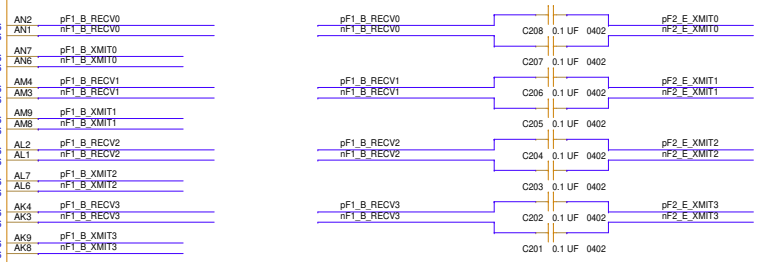 AN2 pF1_B_RECV0 pF1_B_RECV0 pF2_E_XMIT0
AN1 nF1_B_RECV0 nF1_B_RECV0 C208 0.1 UF 0402 nF2_E_XMIT0
AN7 pF1_B_XMIT0
AN6 nF1_B_XMIT0 C207 0.1 UF 0402
AM4 pF1_B_RECV1 pF1_B_RECV1 pF2_E_XMIT1
AM3 nF1_B_RECV1 nF1_B_RECV1 C206 0.1 UF 0402 nF2_E_XMIT1
AM9 pF1_B_XMIT1
AM8 nF1_B_XMIT1 C205 0.1 UF 0402
AL2 pF1_B_RECV2 pF1_B_RECV2 pF2_E_XMIT2
AL1 nF1_B_RECV2 nF1_B_RECV2 C204 0.1 UF 0402 nF2_E_XMIT2
AL7 pF1_B_XMIT2
AL6 nF1_B_XMIT2 C203 0.1 UF 0402
AK4 pF1_B_RECV3 pF1_B_RECV3 pF2_E_XMIT3
AK3 nF1_B_RECV3 nF1_B_RECV3 C202 0.1 UF 0402 nF2_E_XMIT3
AK9 pF1_B_XMIT3
AK8 nF1_B_XMIT3 C201 0.1 UF 0402